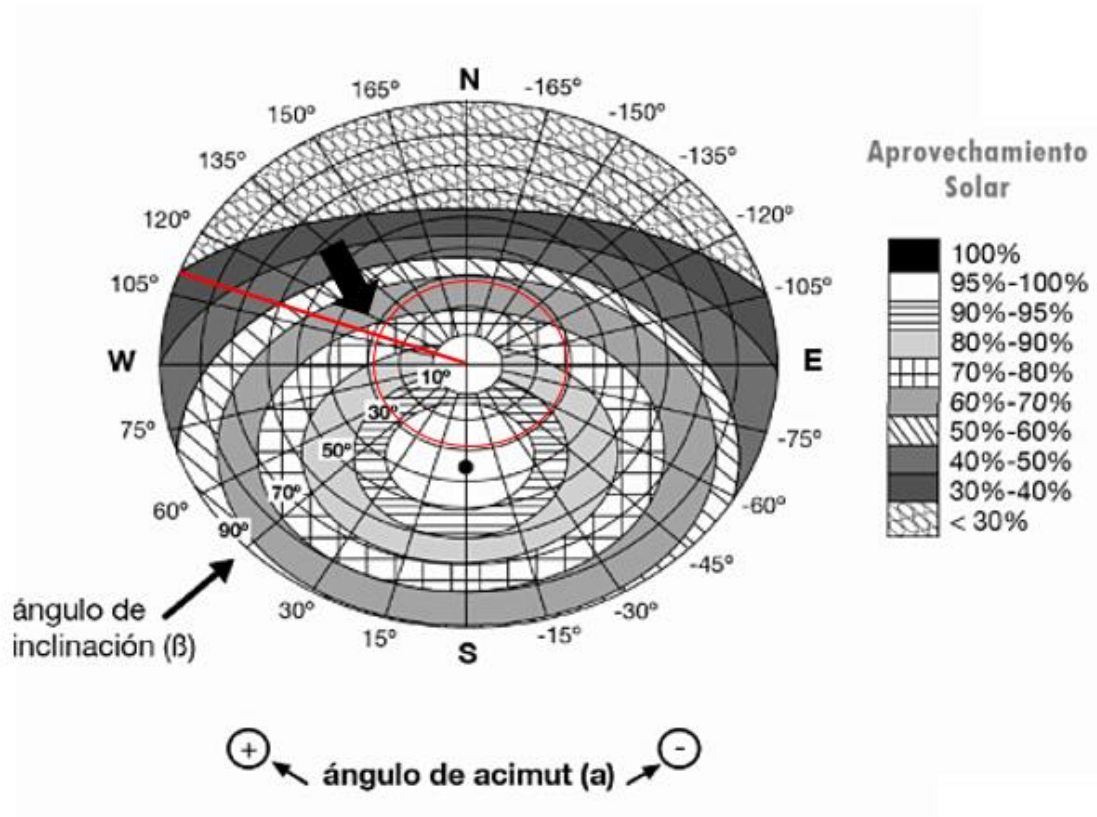 N
165º
-165º
150º
-150º
135º
-135º
120º
-120º
105º
-105º
W
E
10º
30º
50º
70º
90º
75º
-75º
60º
-60º
-45º
30º
-30º
15º
-15º
S
Aprovechamiento
Solar
100%
95%-100%
90%-95%
80%-90%
70%-80%
60%-70%
50%-60%
40%-50%
30%-40%
< 30%
ángulo de
inclinación (ß)
+
ángulo de acimut (a)
-